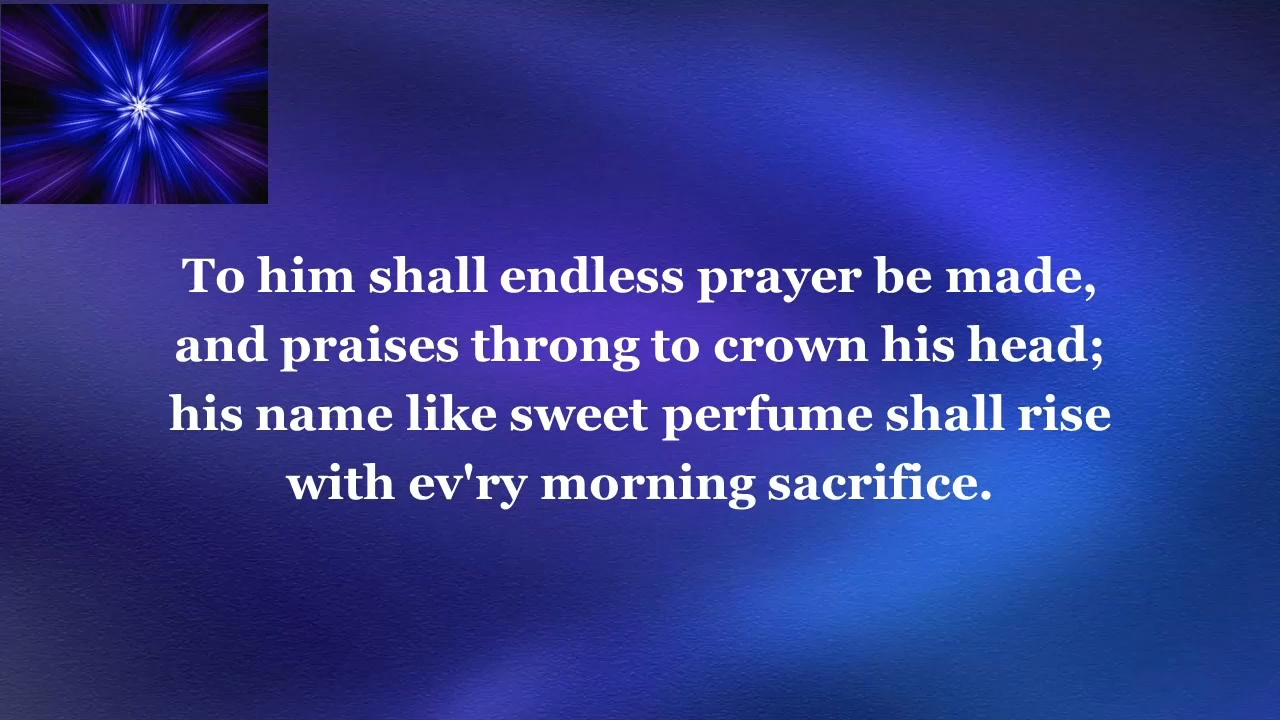 To him shall endless prayer be made,
and praises throng to crown his head;
his name like sweet perfume shall rise
with ev'ry morning sacrifice.